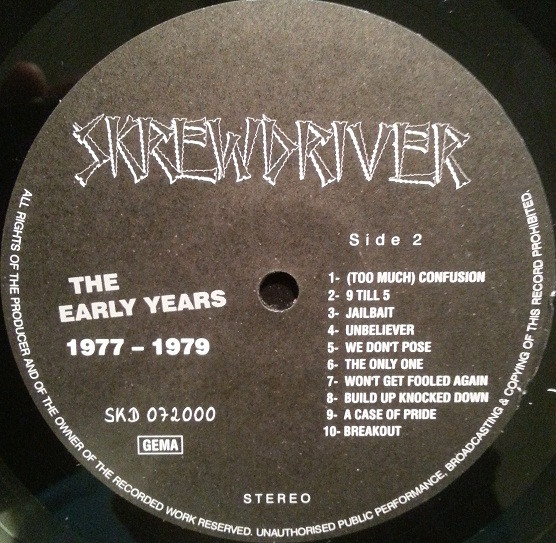 SKREWDRIVER
Side 2
THE
EARLY YEARS
1977 – 1979
SKD 072000
GEMA
1- (TOO MUCH) CONFUSION
2- 9 TILL 5
3- JAILBAIT
4- UNBELIEVER
5- WE DON'T POSE
6- THE ONLY ONE
7- WON'T GET FOOLED AGAIN
8- BUILD UP KNOCKED DOWN
9- A CASE OF PRIDE
10- BREAKOUT
STEREO
ALL RIGHTS OF THE PRODUCER AND OF THE OWNER OF THE RECORDED WORK RESERVED. UNAUTHORISED PUBLIC PERFORMANCE, BROADCASTING & COPYING OF THIS RECORD PROHIBITED.